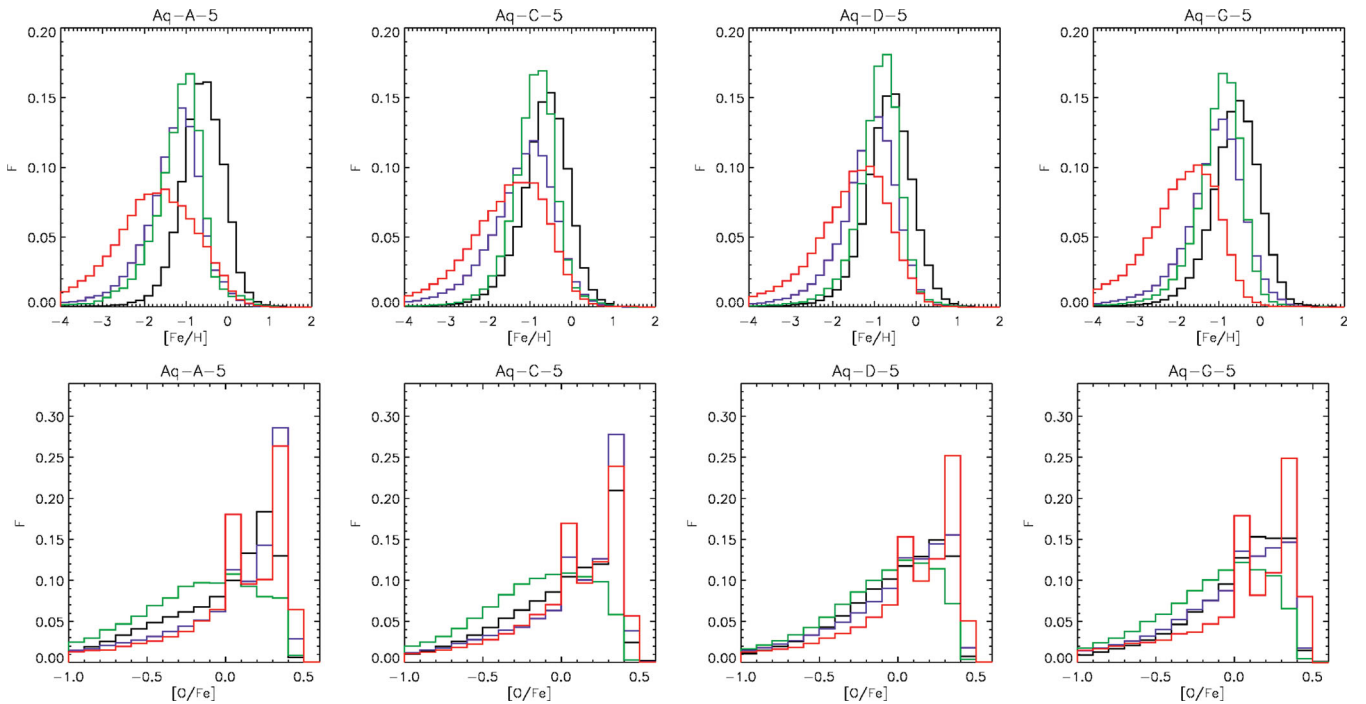 Aq-A-5 Aq-C-5 Aq-D-5 Aq-G-5
0.20 0.20 0.20 0.20
0.15 0.15 0.15 0.15
F 0.10 F 0.10 F 0.10 F 0.10
0.05 0.05 0.05 0.05
0.00 0.00 0.00 0.00
-4 -3 -2 -1 0 1 2 -4 -3 -2 -1 0 1 2 -4 -3 -2 -1 0 1 2 -4 -3 -2 -1 0 1 2
[Fe/H] [Fe/H] [Fe/H] [Fe/H]
Aq-A-5 Aq-C-5 Aq-D-5 Aq-G-5
0.30 0.30 0.30 0.30
0.25 0.25 0.25 0.25
0.20 0.20 0.20 0.20
F 0.15 F 0.15 F 0.15 F 0.15
0.10 0.10 0.10 0.10
0.05 0.05 0.05 0.05
0.00 0.00 0.00 0.00
-1.0 -0.5 0.0 0.5 -1.0 -0.5 0.0 0.5 -1.0 -0.5 0.0 0.5 -1.0 -0.5 0.0 0.5
[O/Fe] [O/Fe] [O/Fe] [O/Fe]